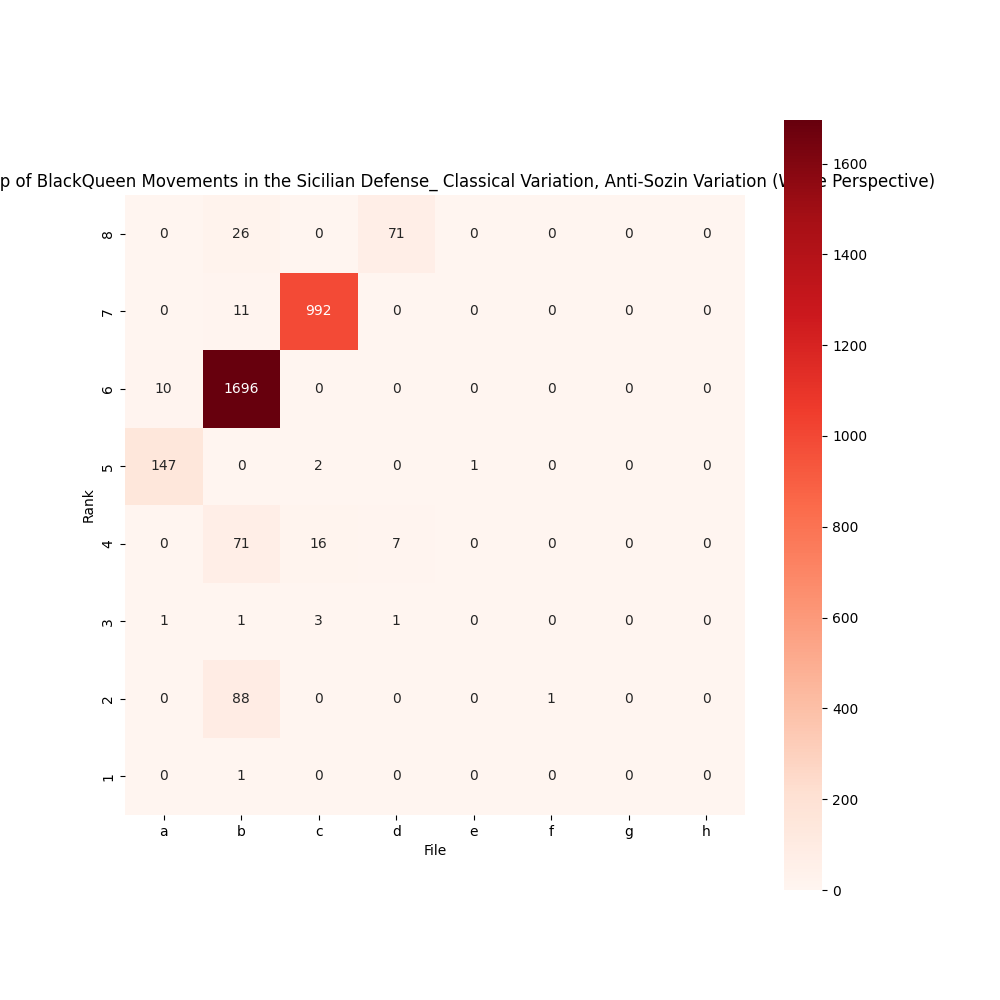 p of BlackQueen Movements in the Sicilian Defense_ Classical Variation, Anti-Sozin Variation (W e Perspective)
8 0 26 0 71 0 0 0 0
7 0 11 992 0 0 0 0 0
6 10 1696 0 0 0 0 0 0
5 147 0 2 0 1 0 0 0
4 0 71 16 7 0 0 0 0
3 1 1 3 1 0 0 0 0
2 0 88 0 0 0 1 0 0
1 0 1 0 0 0 0 0 0
a b c d e f g h
File
Rank
1600
1400
1200
1000
800
600
400
200
0